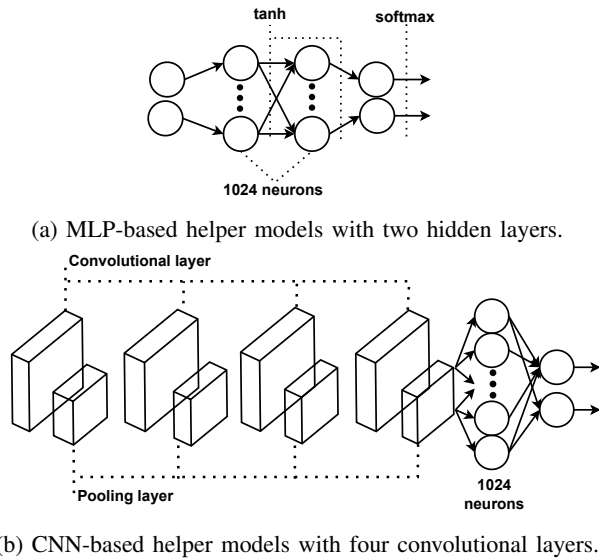 tanh
softmax
1024 neurons
(a) MLP-based helper models with two hidden layers.
Convolutional layer
Pooling layer
1024
neurons
(b) CNN-based helper models with four convolutional layers.